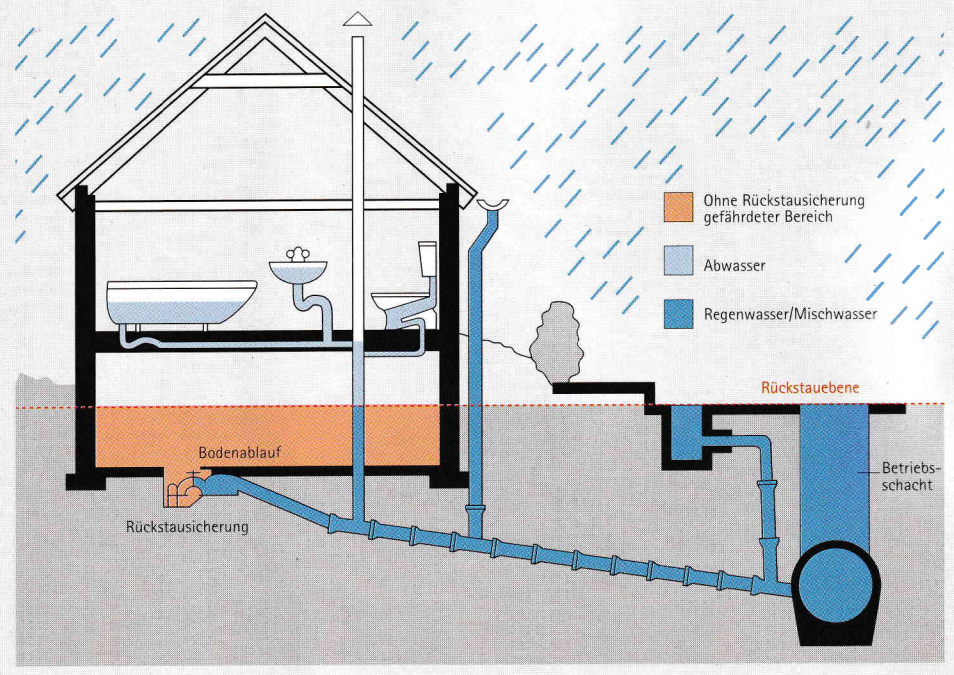 Ohne Rückstausicherung
gefährdeter Bereich
Abwasser
Regenwasser/Mischwasser
Rückstauebene
Bodenablauf
Betriebs-
schacht
Rückstausicherung